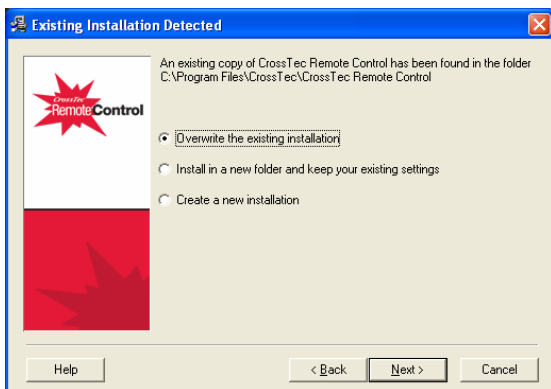 Existing Installation Detected
An existing copy of CrossTec Remote Control has been found in the folder
C:\Program Files\CrossTec\CrossTec Remote Control
CrossTec
RemoteControl
Overwrite the existing installation
Install in a new folder and keep your existing settings
Create a new installation
Help
< Back
Next >
Cancel